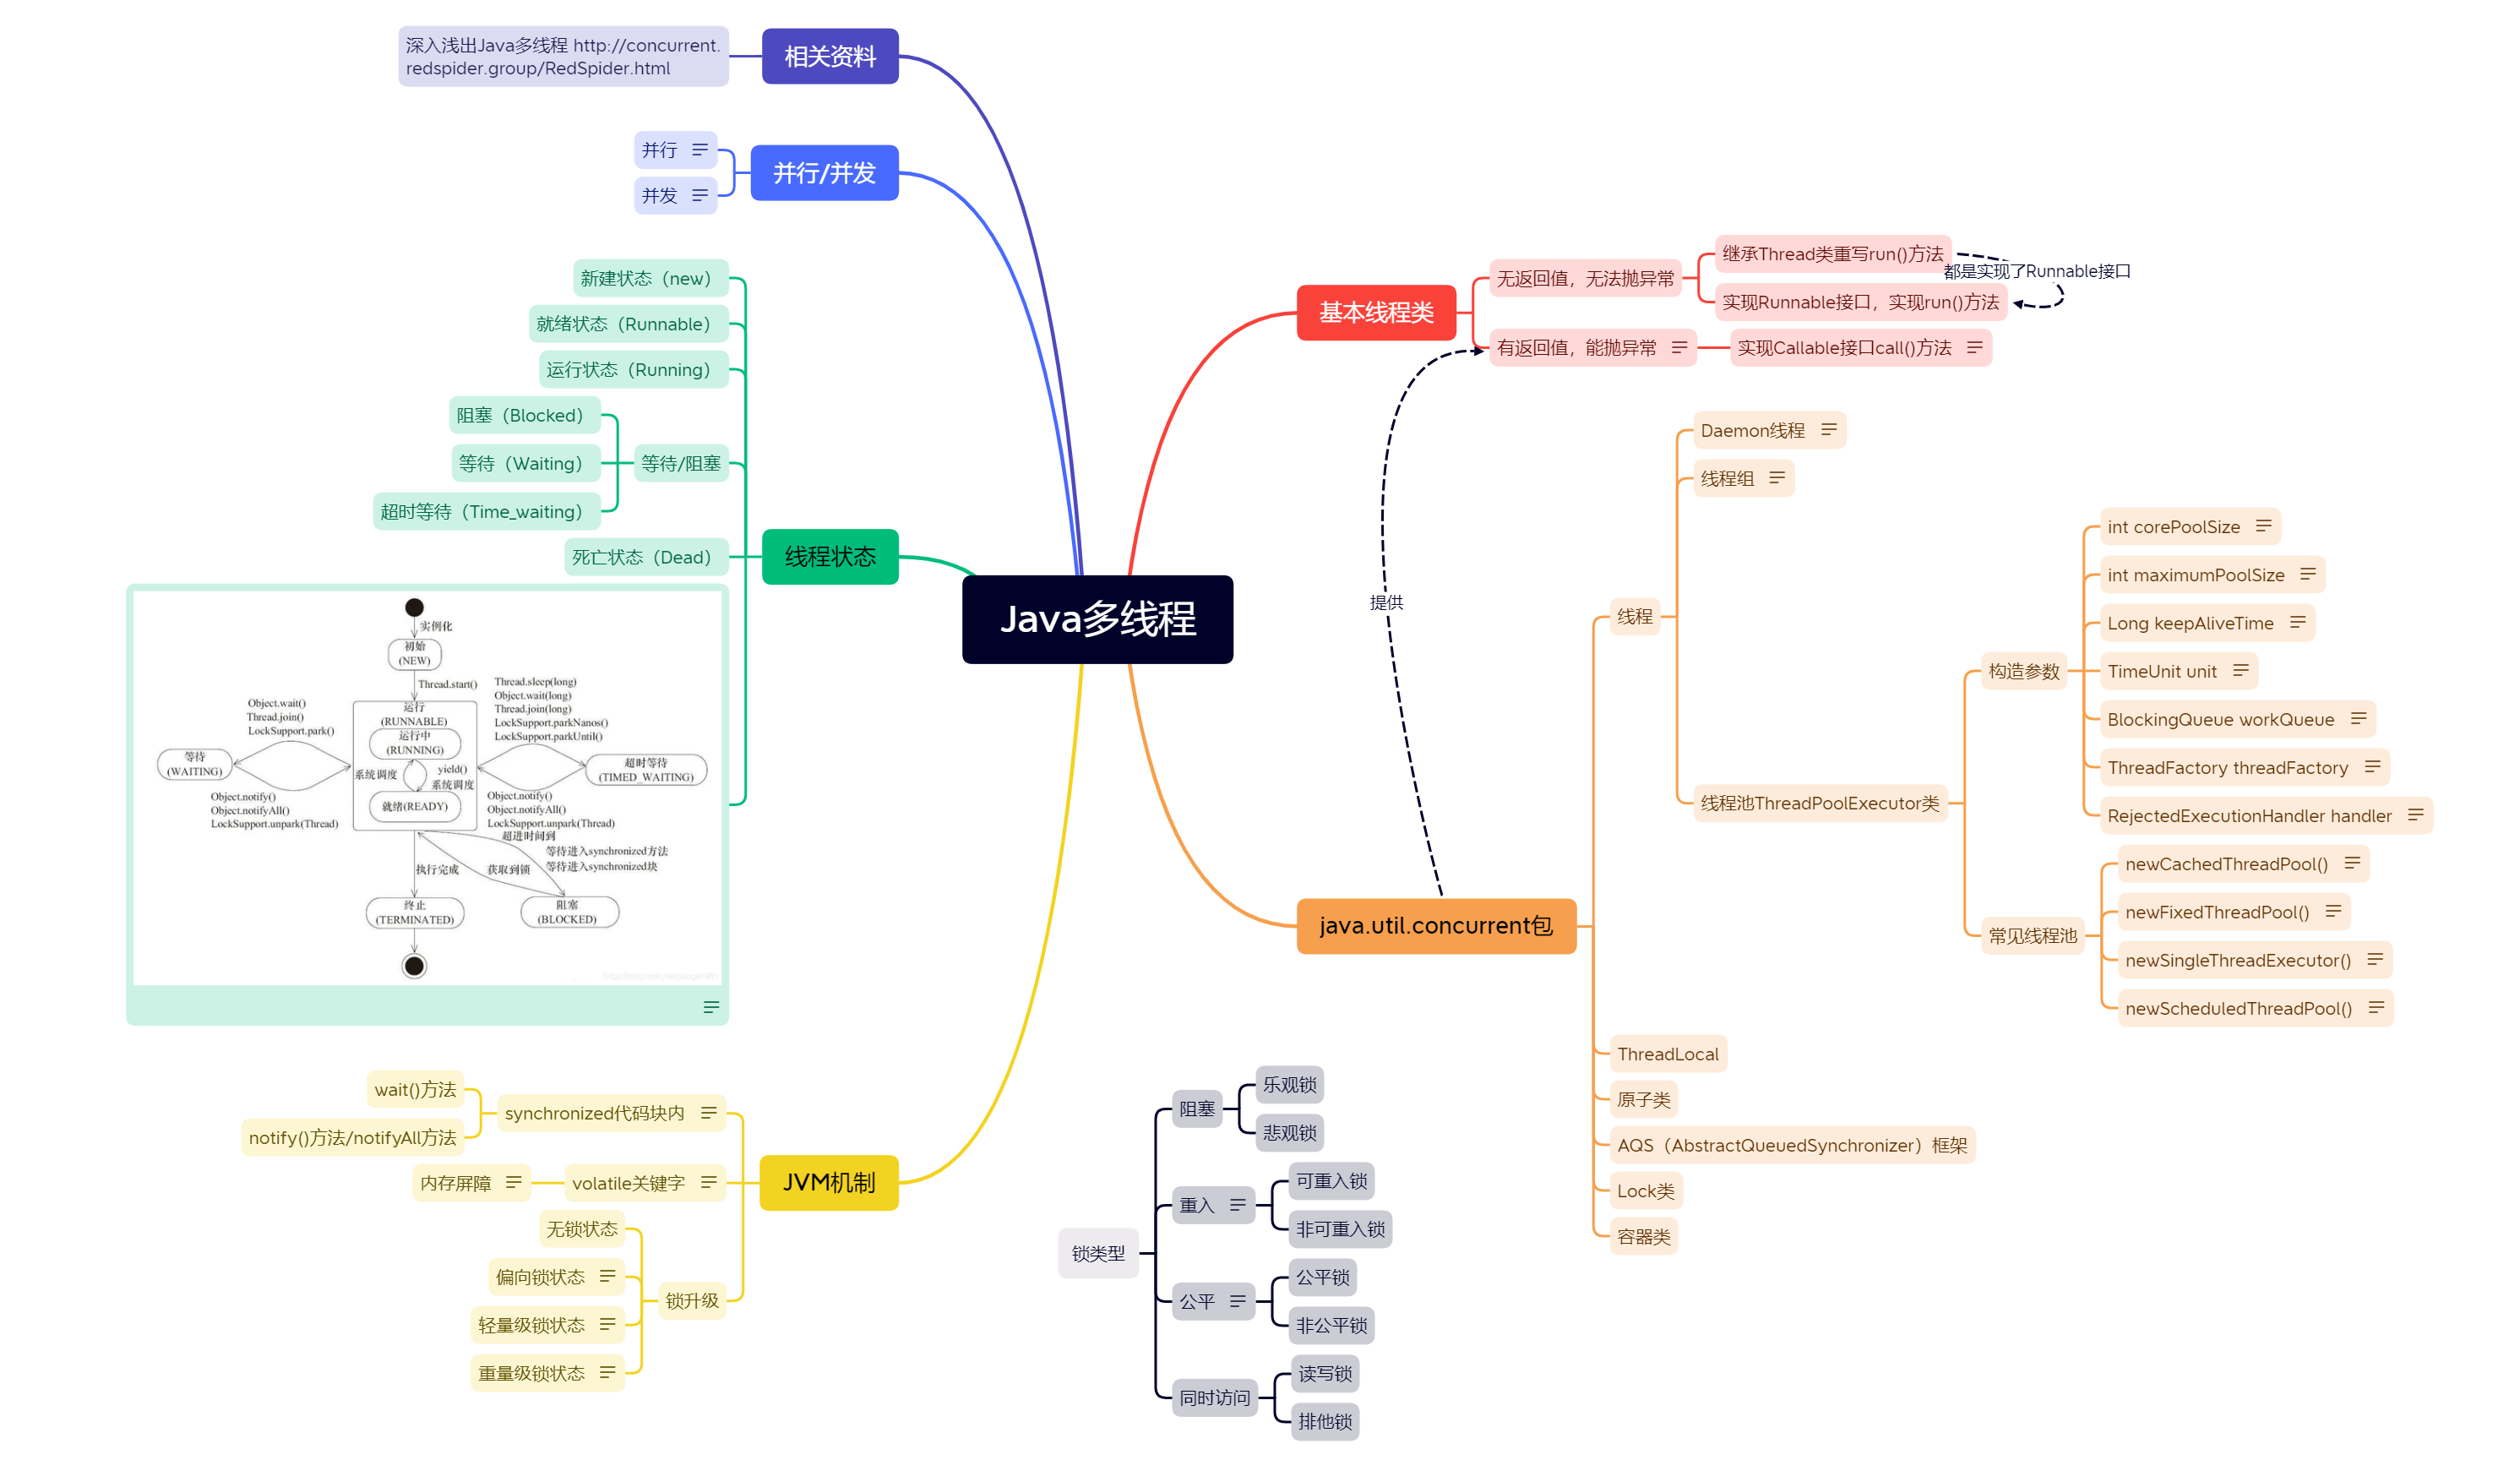 深入浅出Java多线程 http://concurrent.
redspider.group/RedSpider.html
相关资料
并行
并发
并行/并发
新建状态（new）
就绪状态（Runnable）
运行状态（Running）
阻塞（Blocked）
等待（Waiting）
超时等待（Time_waiting）
等待/阻塞
死亡状态（Dead）
线程状态
实例化
初始
(NEW)
Thread.start()
Object.wait()
Thread.join()
LockSupport.park()
Thread.sleep(long)
Object.wait(long)
Thread.join(long)
LockSupport.parkNanos()
LockSupport.parkUntil()
运行
(RUNNABLE)
运行中
(RUNNING)
等待
(WAITING)
超时等待
(TIMED_WAITING)
系统调度
yield()
系统调度
就绪(READY)
Object.notify()
Object.notifyAll()
LockSupport.unpark(Thread)
Object.notify()
Object.notifyAll()
LockSupport.unpark(Thread)
超进时间到
等待进入synchronized方法
等待进入synchronized块
执行完成
获取到锁
终止
(TERMINATED)
阻塞
(BLOCKED)
Java多线程
wait()方法
notify()方法/notifyAll方法
synchronized代码块内
内存屏障
volatile关键字
无锁状态
偏向锁状态
轻量级锁状态
重量级锁状态
锁升级
JVM机制
基本线程类
无返回值，无法抛异常
继承Thread类重写run()方法
都是实现了Runnable接口
实现Runnable接口，实现run()方法
有返回值，能抛异常
实现Callable接口call()方法
提供
java.util.concurrent包
线程
Daemon线程
线程组
线程池ThreadPoolExecutor类
构造参数
int corePoolSize
int maximumPoolSize
Long keepAliveTime
TimeUnit unit
BlockingQueue workQueue
ThreadFactory threadFactory
RejectedExecutionHandler handler
常见线程池
newCachedThreadPool()
newFixedThreadPool()
newSingleThreadExecutor()
newScheduledThreadPool()
ThreadLocal
原子类
AQS（AbstractQueuedSynchronizer）框架
Lock类
容器类
锁类型
阻塞
乐观锁
悲观锁
重入
可重入锁
非可重入锁
公平
公平锁
非公平锁
同时访问
读写锁
排他锁